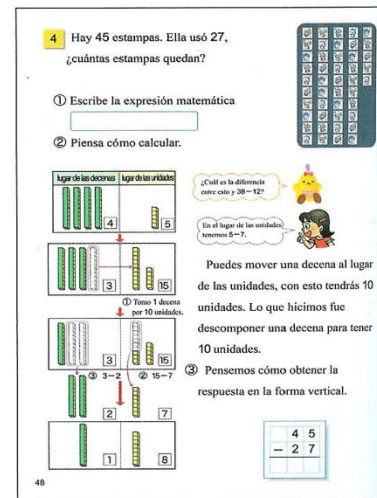 4 Hay 45 estampas. Ella usó 27,
¿cuántas estampas quedan?
① Escribe la expresión matemática
② Piensa cómo calcular.
lugar de las decenas lugar de las unidades
4 5
3 15
① Tomo 1 decena
por 10 unidades.
3 15
③ 3−2 ② 15−7
2 7
1 8
¿Cuál es la diferencia
entre esto y 38−12?
En el lugar de las unidades
tenemos 5−7.
Puedes mover una decena al lugar
de las unidades, con esto tendrás 10
unidades. Lo que hicimos fue
descomponer una decena para tener
10 unidades.
③ Pensemos cómo obtener la
respuesta en la forma vertical.
4 5
− 2 7
48